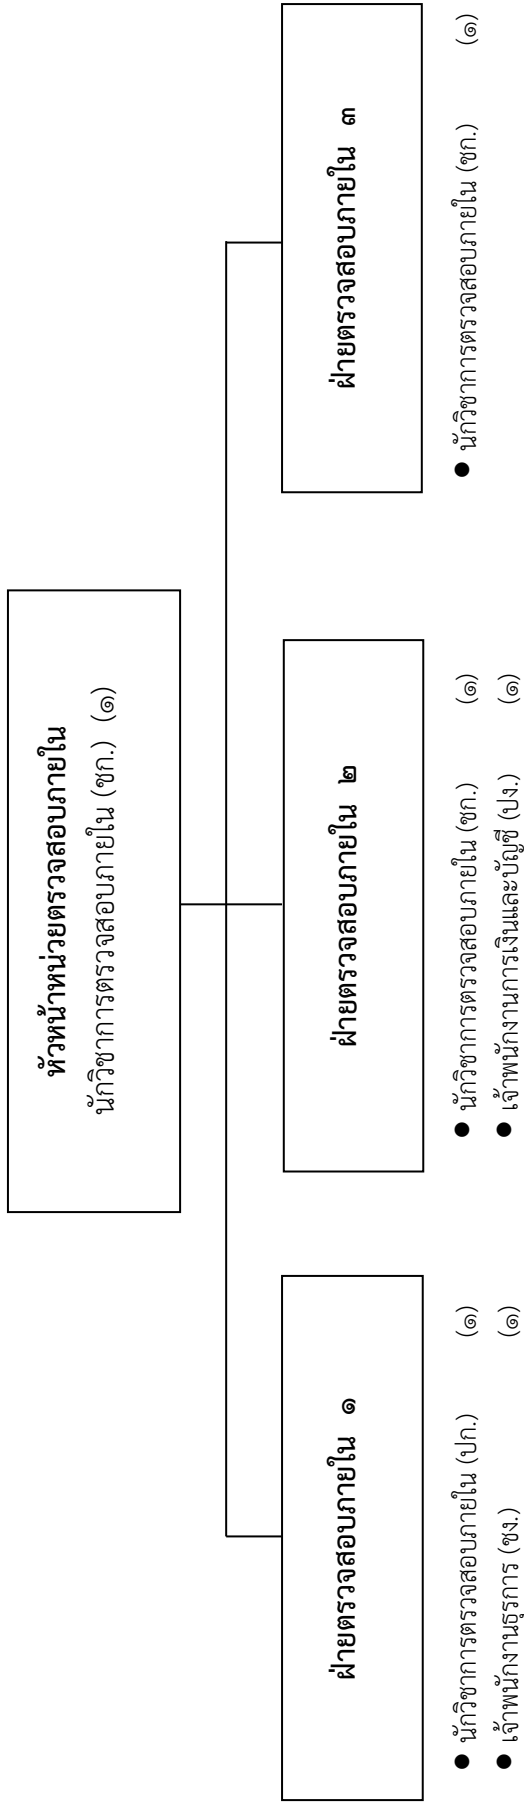 หัวหน้าหน่วยตรวจสอบภายใน
นักวิชาการตรวจสอบภายใน (ชก.) (๑)
ฝ่ายตรวจสอบภายใน ๑
● นักวิชาการตรวจสอบภายใน (ปก.) (๑)
● เจ้าพนักงานธุรการ (ชง.) (๑)
ฝ่ายตรวจสอบภายใน ๒
● นักวิชาการตรวจสอบภายใน (ชก.) (๑)
● เจ้าพนักงานการเงินและบัญชี (ปง.) (๑)
ฝ่ายตรวจสอบภายใน ๓
● นักวิชาการตรวจสอบภายใน (ชก.) (๑)